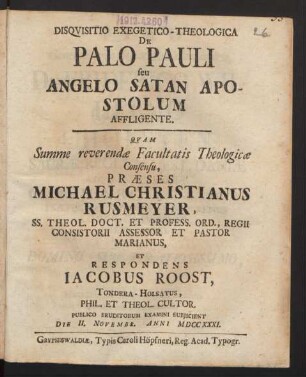 DISQVISITIO EXEGETICO-THEOLOGICA
DE
PALO PAULI
seu
ANGELO SATAN APO-
STOLUM
AFFLIGENTE.
QUAM
Summe reverendæ Facultatis Theologicæ
Consensu,
PRÆSES
MICHAEL CHRISTIANUS
RUSMEYER,
SS. THEOL. DOCT. ET PROFESS. ORD., REGII
CONSISTORII ASSESSOR ET PASTOR
MARIANUS,
ET
RESPONDENS
IACOBUS ROOST,
TONDERA-HOLSATUS,
PHIL. ET THEOL. CULTOR,
PUBLICO ERUDITORUM EXAMINI SUBJICIENT
DIE II. NOVEMBR. ANNI MDCCXXXI.
GRYPHISWALDIÆ, Typis Caroli Höpfneri, Reg. Acad. Typogr.